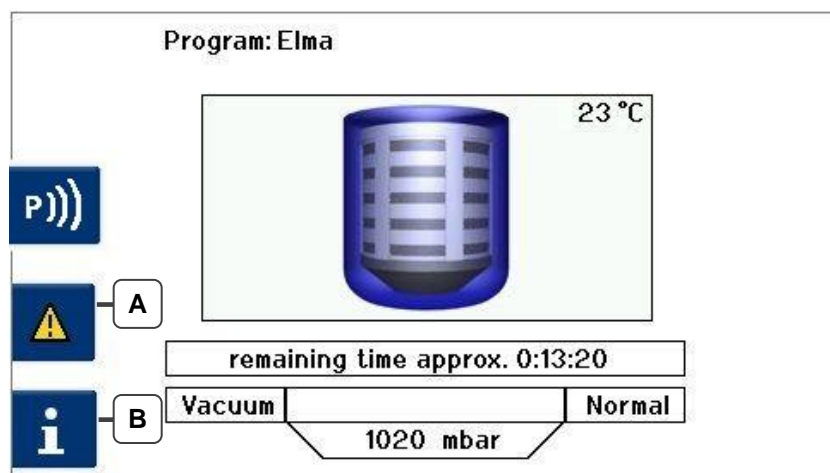 Program: Elma
23 °C
P)))
A
B
i
remaining time approx. 0:13:20
Vacuum
Normal
1020 mbar